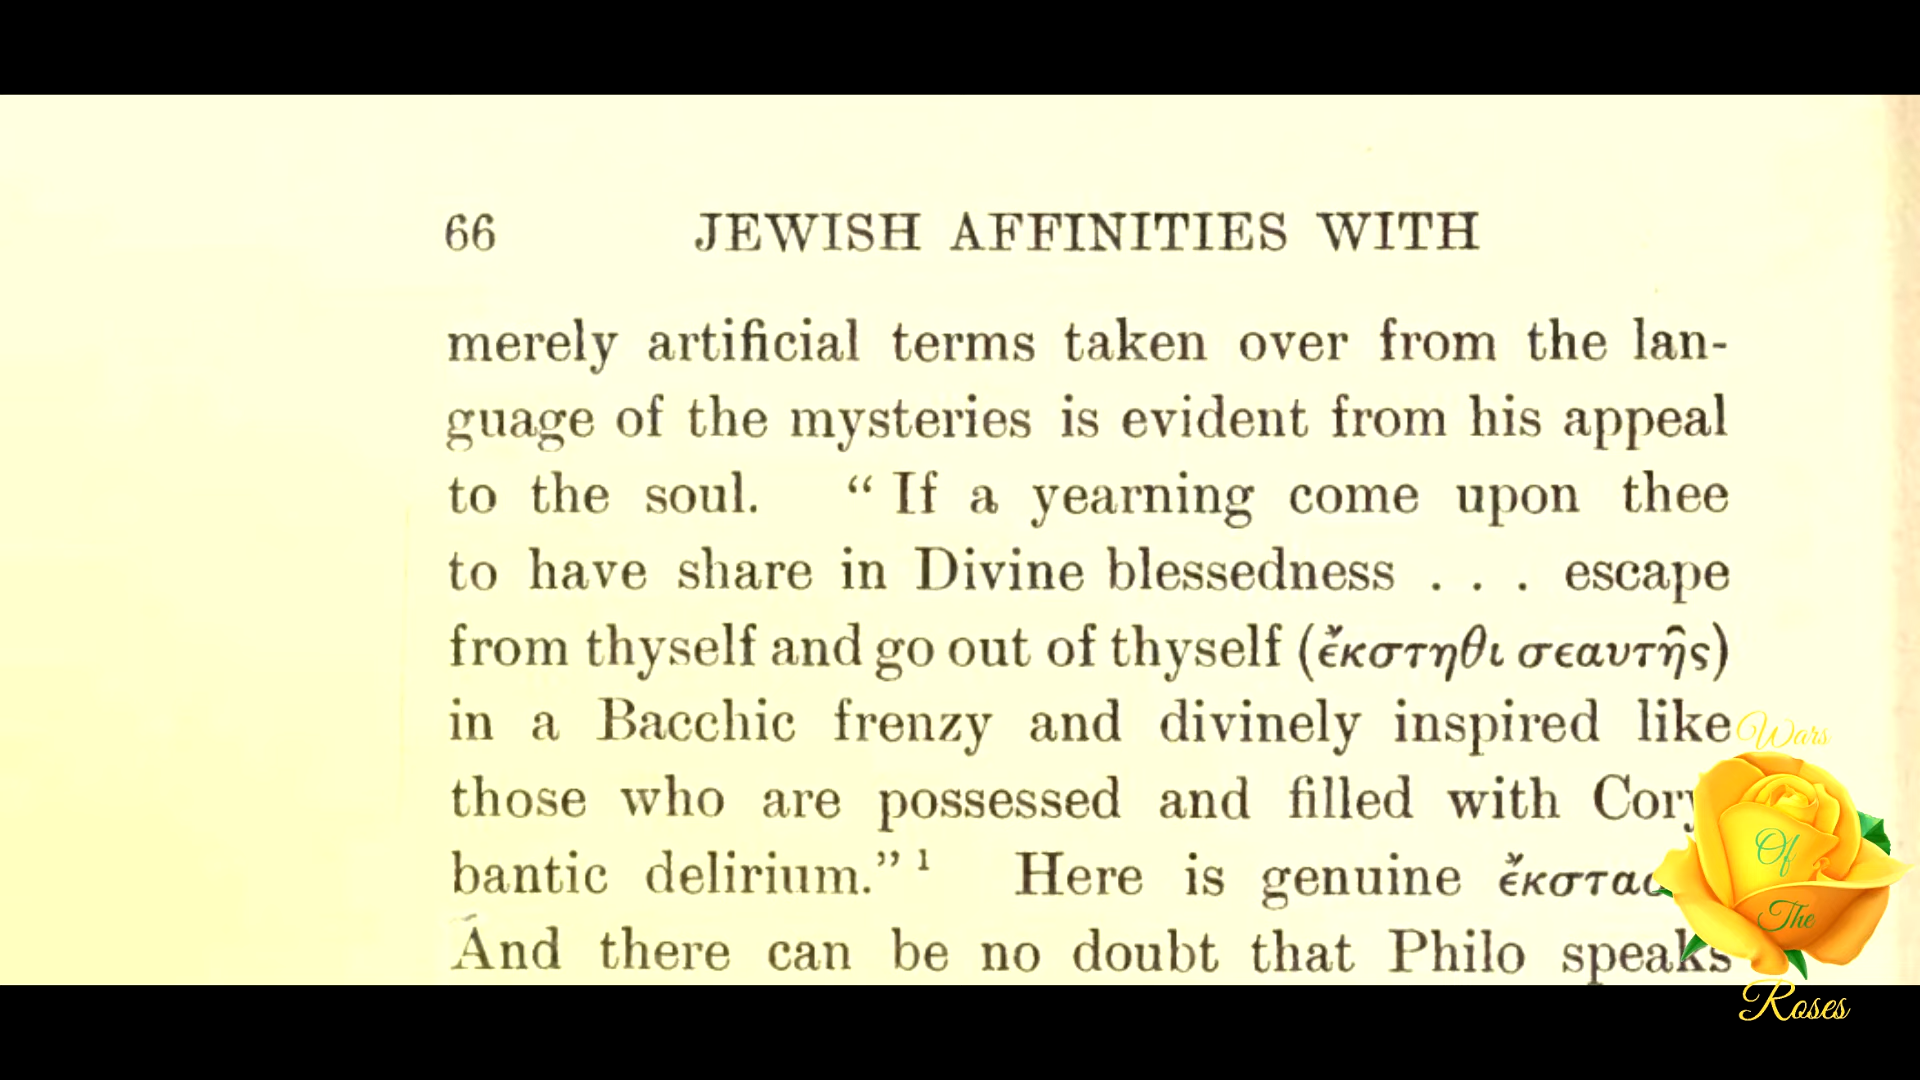 66 JEWISH AFFINITIES WITH
merely artificial terms taken over from the lan-
guage of the mysteries is evident from his appeal
to the soul. “ If a yearning come upon thee
to have share in Divine blessedness . . . escape
from thyself and go out of thyself (ἔκστηθι σεαυτῆς)
in a Bacchic frenzy and divinely inspired like
those who are possessed and filled with Cory
bantic delirium.” 1 Here is genuine
And there can be no doubt that Philo speaks
Wars
Of
The
Roses